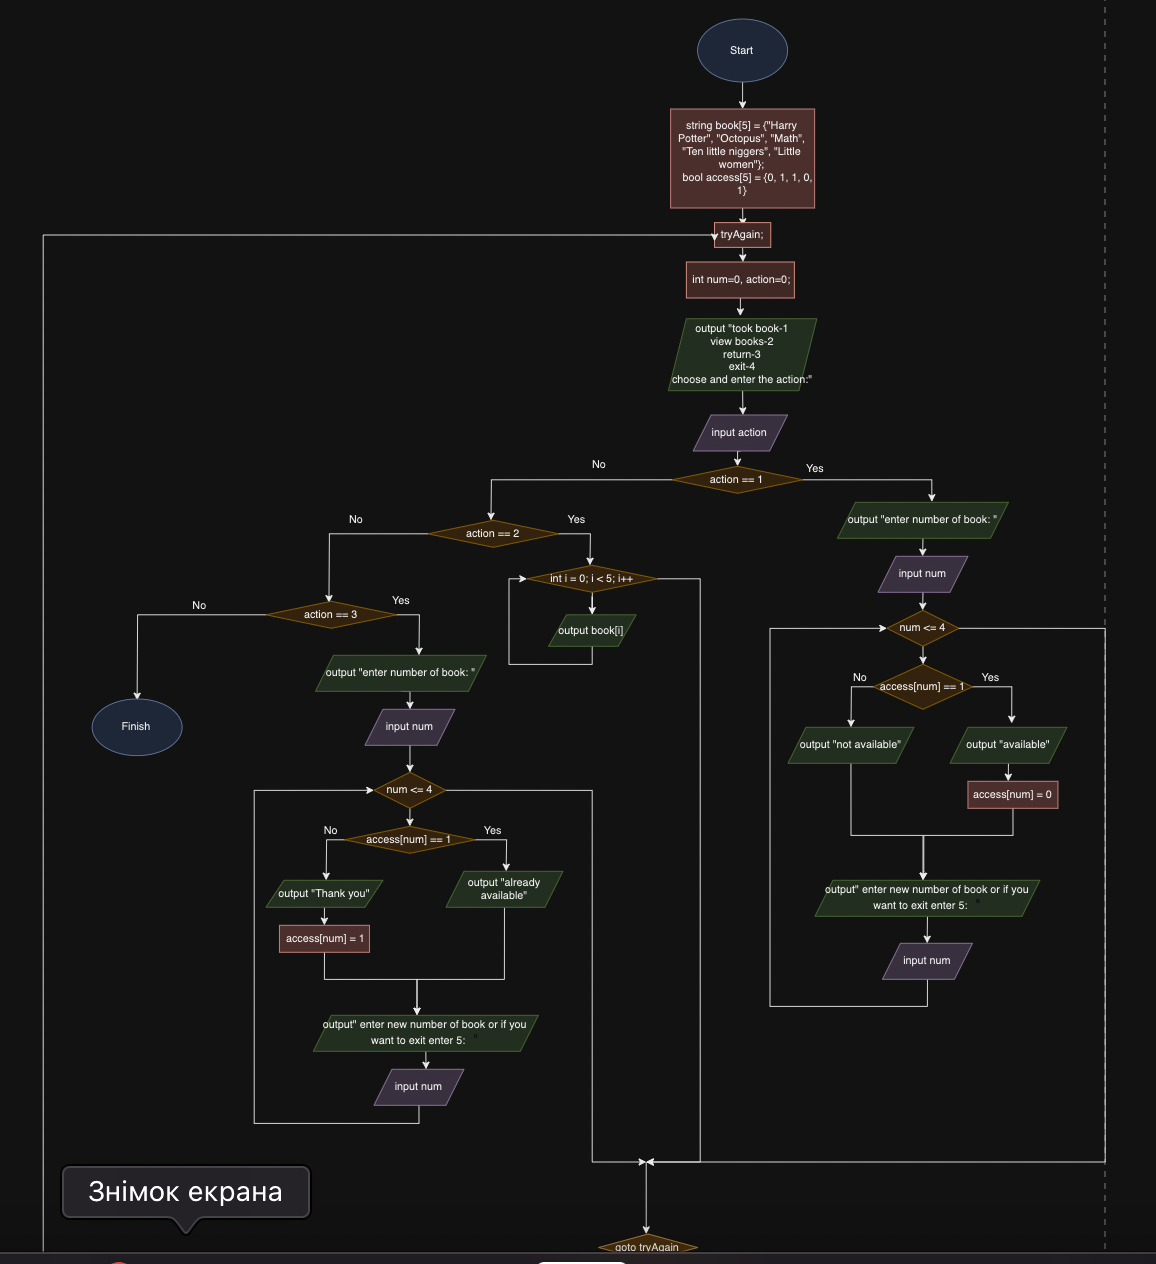 Start
string book[5] = {"Harry
Potter", "Octopus", "Math",
"Ten little niggers", "Little
women"};
bool access[5] = {0, 1, 1, 0,
1}
tryAgain;
int num=0, action=0;
output "took book-1
view books-2
return-3
exit-4
choose and enter the action:"
input action
No
action == 1
Yes
output "enter number of book: "
input num
num <= 4
No
access[num] == 1
Yes
output "not available"
output "available"
access[num] = 0
output" enter new number of book or if you
want to exit enter 5: "
input num
No
action == 2
Yes
int i = 0; i < 5; i++
output book[i]
No
action == 3
Yes
Finish
output "enter number of book: "
input num
num <= 4
No
access[num] == 1
Yes
output "Thank you"
output "already
available"
access[num] = 1
output" enter new number of book or if you
want to exit enter 5: "
input num
Знімок екрана
goto tryAgain